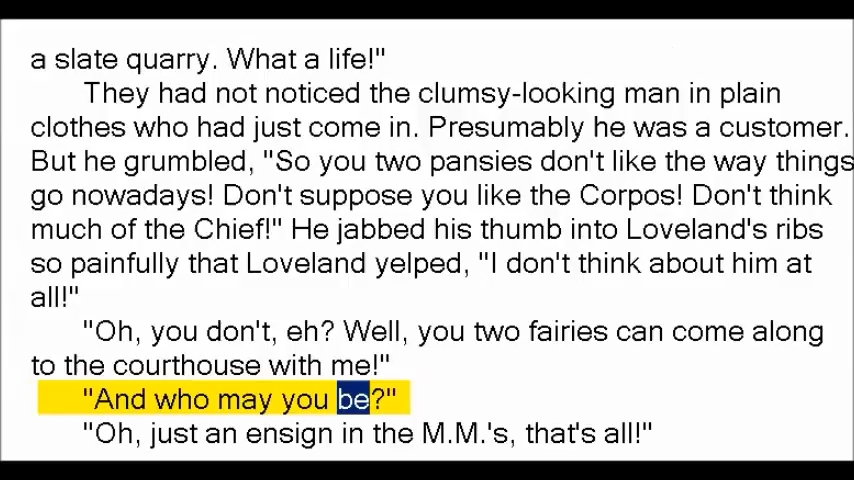 a slate quarry. What a life!"
They had not noticed the clumsy-looking man in plain
clothes who had just come in. Presumably he was a customer.
But he grumbled, "So you two pansies don't like the way things
go nowadays! Don't suppose you like the Corpos! Don't think
much of the Chief!" He jabbed his thumb into Loveland's ribs
so painfully that Loveland yelped, "I don't think about him at
all!"
"Oh, you don't, eh? Well, you two fairies can come along
to the courthouse with me!"
"And who may you be?"
"Oh, just an ensign in the M.M.'s, that's all!"